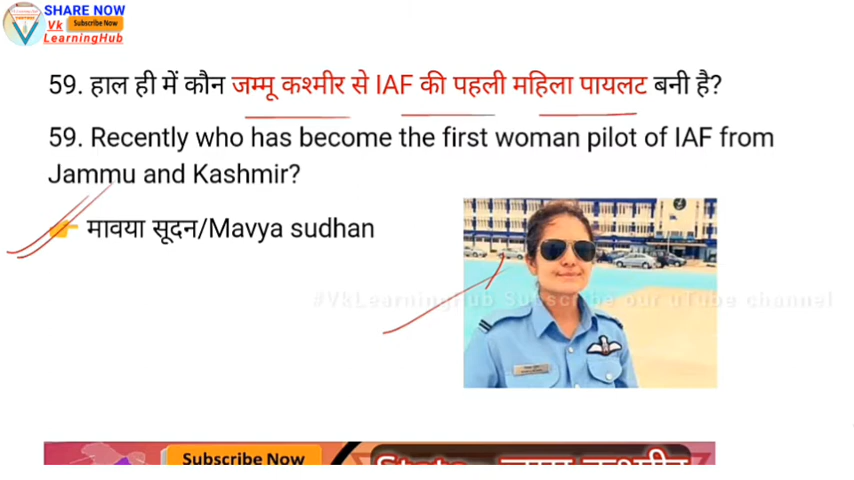 SHARE NOW
Vk Subscribe Now
LearningHub
59. हाल ही में कौन जम्मू कश्मीर से IAF की पहली महिला पायलट बनी है?
59. Recently who has become the first woman pilot of IAF from
Jammu and Kashmir?
👉 मावया सूदन/Mavya sudhan
#VkLearningHub Subscribe our uTube channel
Subscribe Now